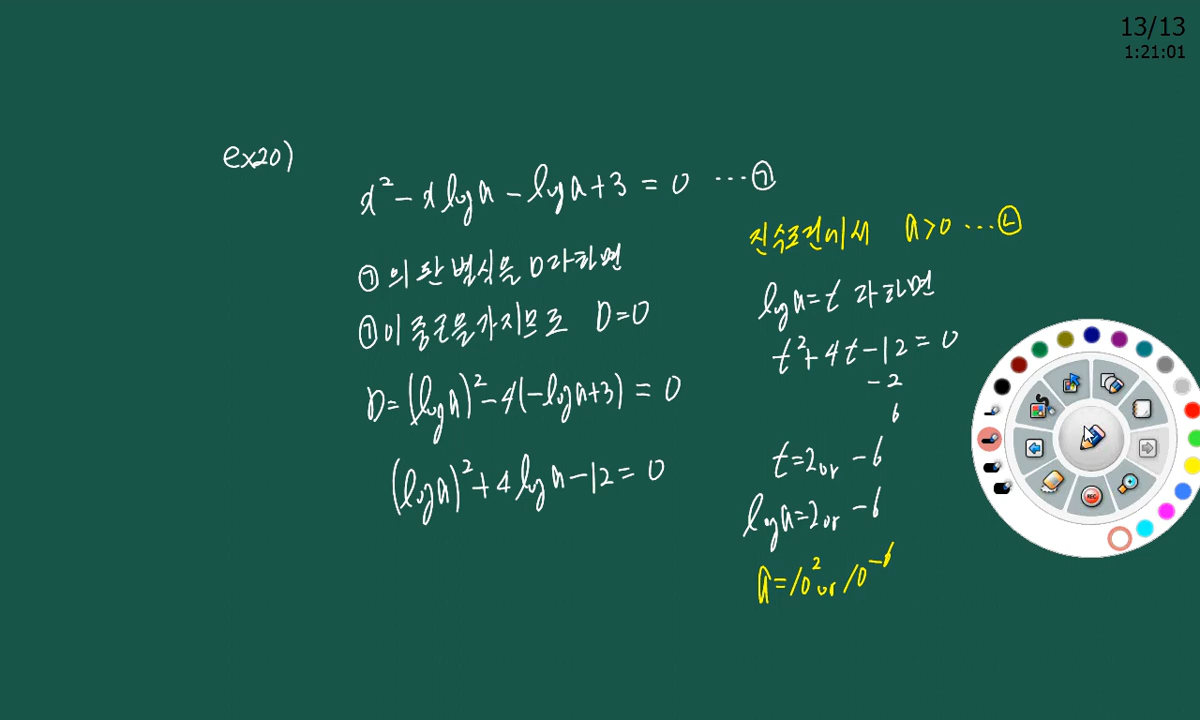 13/13
1:21:01
ex20)
x² - x log a - log a + 3 = 0 ... ㉠
㉠의 판별식을 D라하면
㉠이 중근을 가지므로 D=0
D = (log a)² - 4(-log a + 3) = 0
(log a)² + 4 log a - 12 = 0
진수조건에서 a > 0 ... ㉡
log a = t 라하면
t² + 4t - 12 = 0
-2
6
t = 2 or -6
log a = 2 or -6
a = 10² or 10⁻⁶
REC